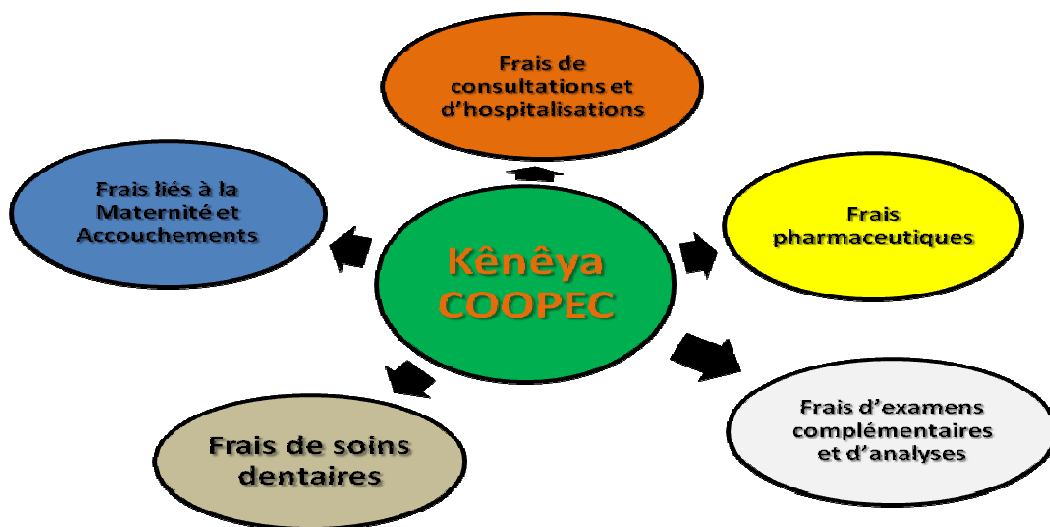 Frais de
consultations et
d'hospitalisations
Frais liés à la
Maternité et
Accouchements
Frais
pharmaceutiques
Kênêya
COOPEC
Frais de soins
dentaires
Frais d'examens
complémentaires
et d'analyses